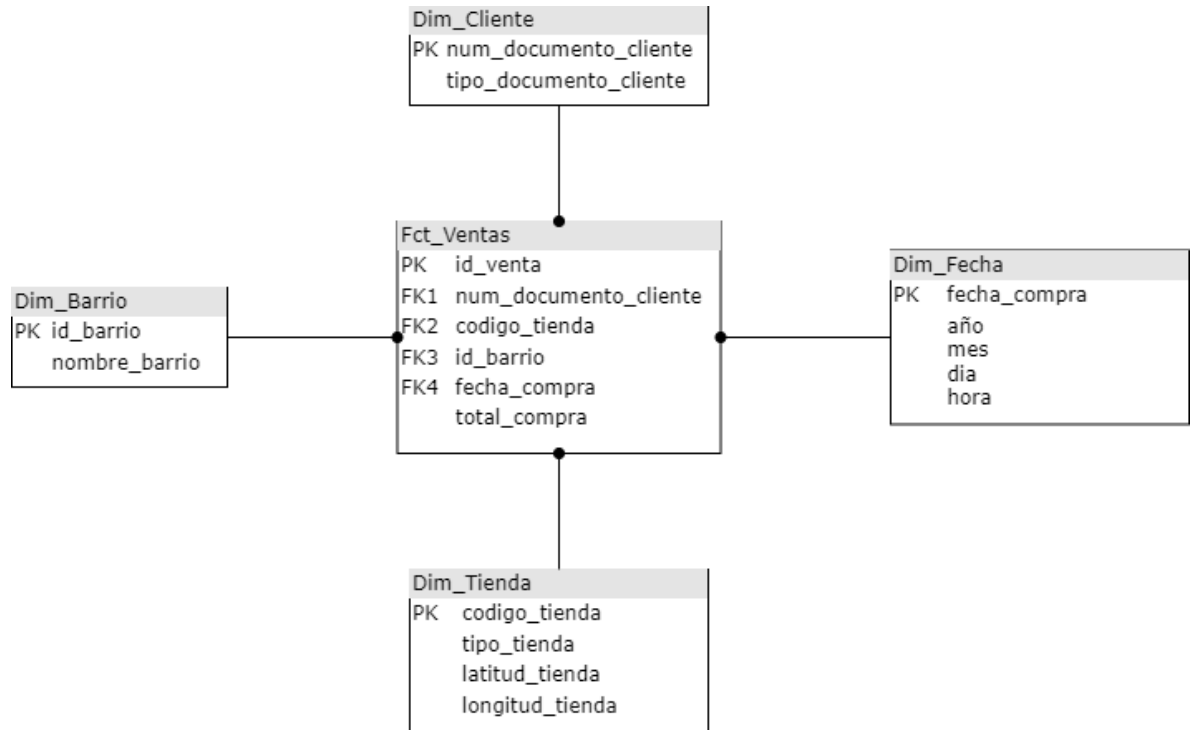 Dim_Cliente
PK num_documento_cliente
tipo_documento_cliente
Fct_Ventas
PK id_venta
FK1 num_documento_cliente
FK2 codigo_tienda
FK3 id_barrio
FK4 fecha_compra
total_compra
Dim_Barrio
PK id_barrio
nombre_barrio
Dim_Fecha
PK fecha_compra
año
mes
dia
hora
Dim_Tienda
PK codigo_tienda
tipo_tienda
latitud_tienda
longitud_tienda